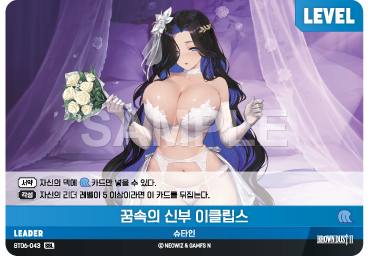 LEVEL
SAMPLE
서약 자신의 덱에 카드만 넣을 수 있다.
각성 자신의 리더 레벨이 5 이상이라면 이 카드를 뒤집는다.
꿈속의 신부 이클립스
LEADER
슈타인
BT06-043 SSL
© NEOWIZ & GAMFS N
BROWN DUST II